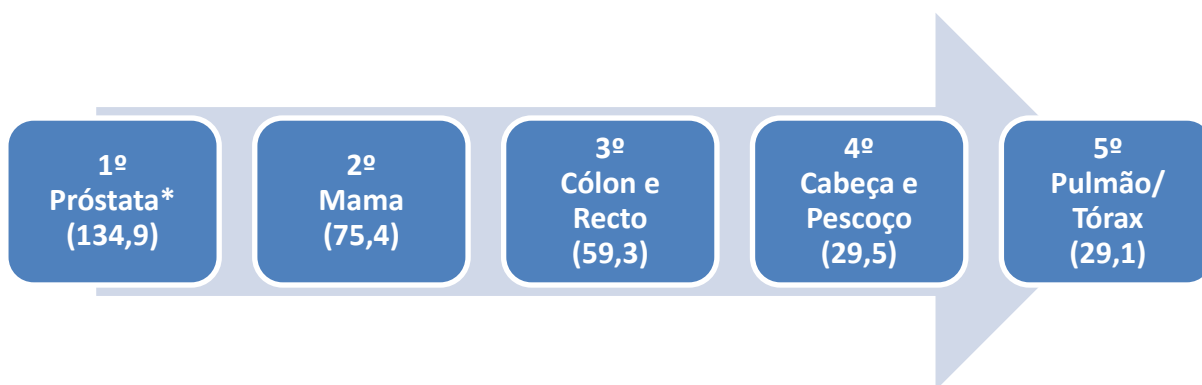 1º
Próstata*
(134,9)
2º
Mama
(75,4)
3º
Cólon e
Recto
(59,3)
4º
Cabeça e
Pescoço
(29,5)
5º
Pulmão/
Tórax
(29,1)